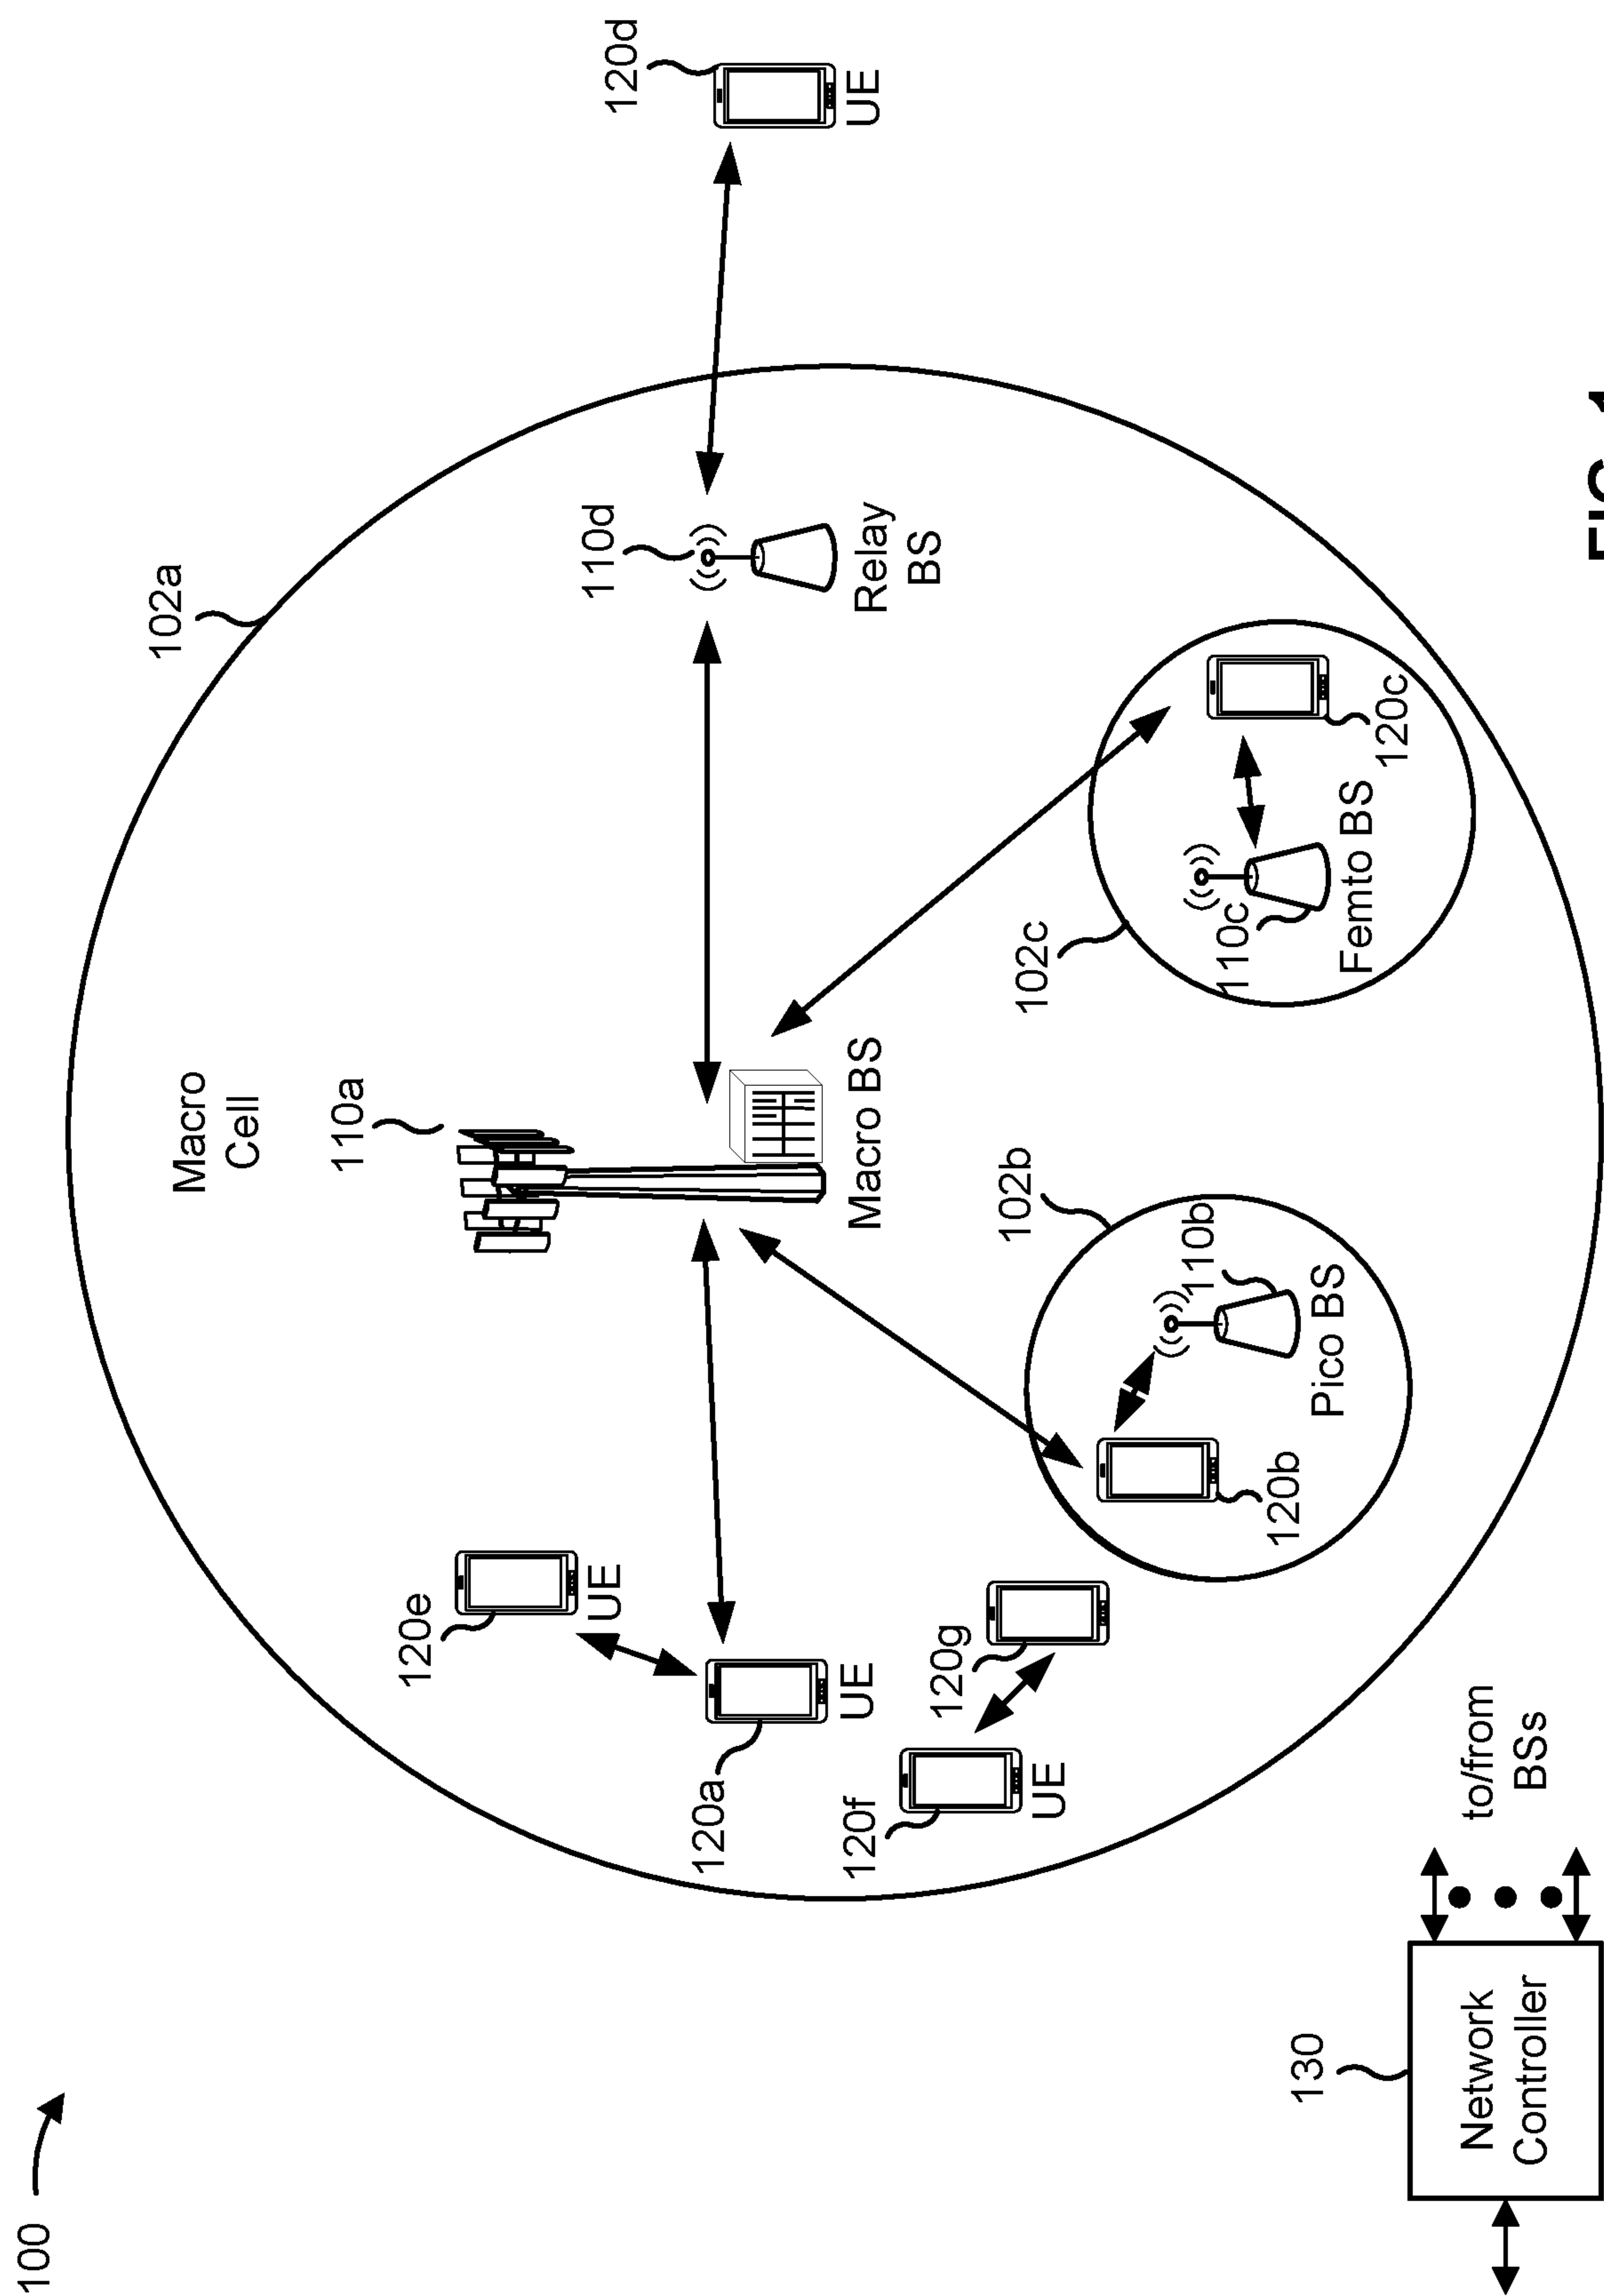 100
102a
Macro
Cell
110a
120d
UE
110d
Relay
BS
120e
UE
Macro BS
120a
UE
102c
102b
120g
120f
UE
110b
110c
Pico BS
Femto BS
120b
120c
130
Network
Controller
to/from
BSs